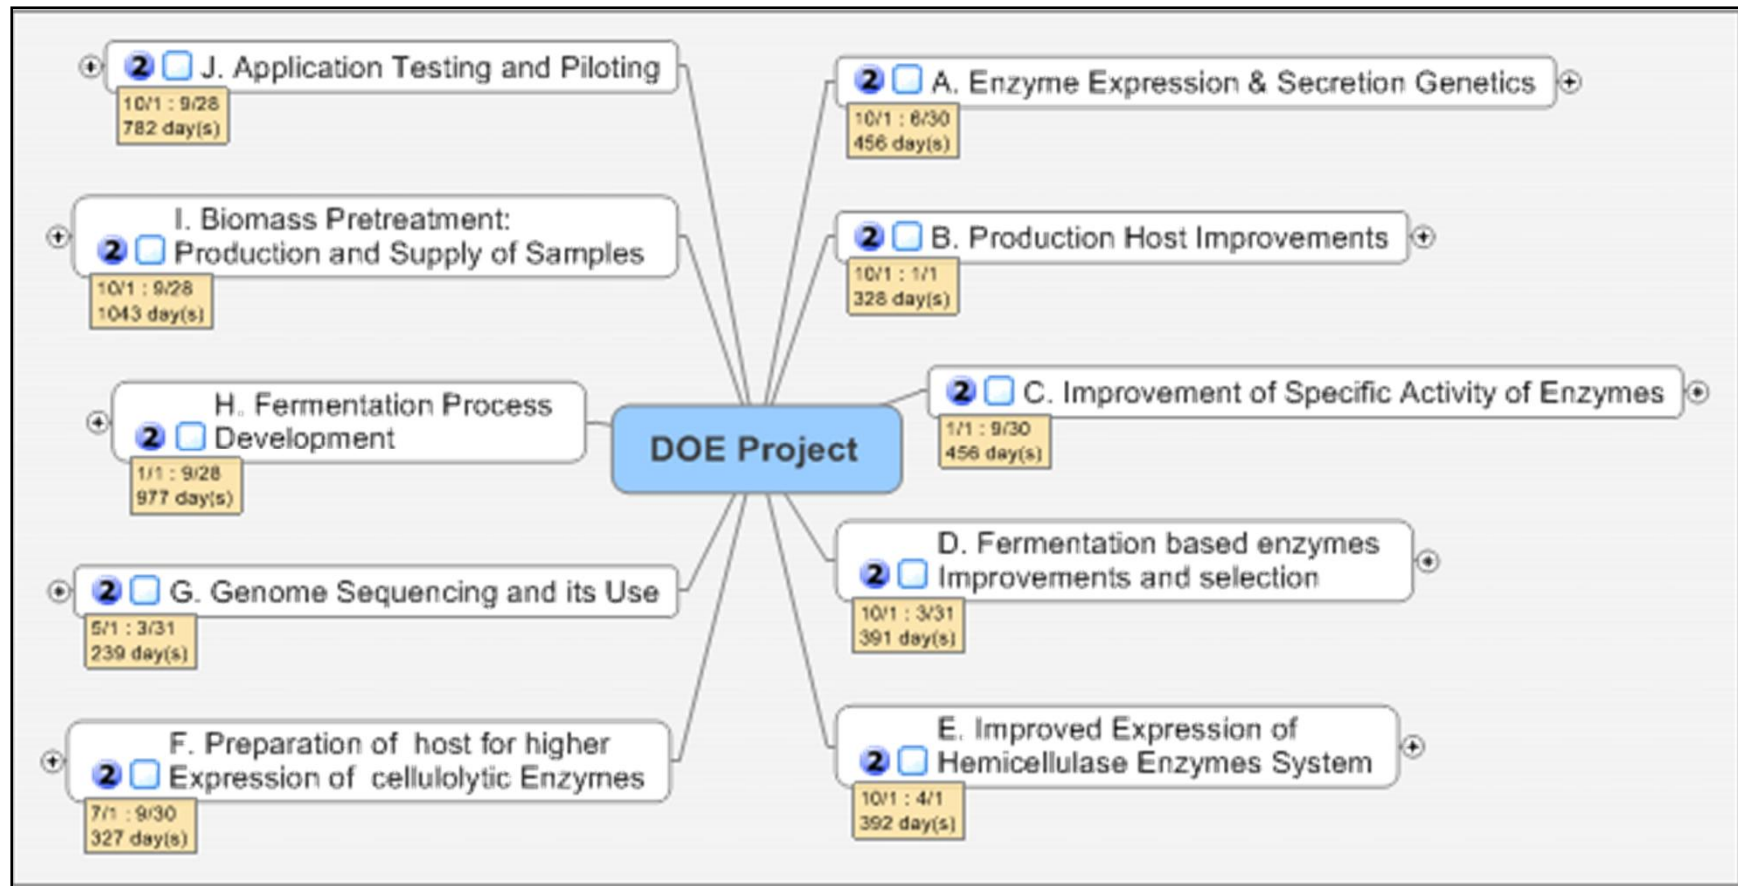 DOE Project
2 A. Enzyme Expression & Secretion Genetics
10/1 : 6/30
456 day(s)
2 B. Production Host Improvements
10/1 : 1/1
328 day(s)
2 C. Improvement of Specific Activity of Enzymes
1/1 : 9/30
456 day(s)
D. Fermentation based enzymes
2 Improvements and selection
10/1 : 3/31
391 day(s)
E. Improved Expression of
2 Hemicellulase Enzymes System
10/1 : 4/1
392 day(s)
F. Preparation of host for higher
2 Expression of cellulolytic Enzymes
7/1 : 9/30
327 day(s)
2 G. Genome Sequencing and its Use
5/1 : 3/31
239 day(s)
H. Fermentation Process
2 Development
1/1 : 9/28
977 day(s)
I. Biomass Pretreatment:
2 Production and Supply of Samples
10/1 : 9/28
1043 day(s)
2 J. Application Testing and Piloting
10/1 : 9/28
782 day(s)